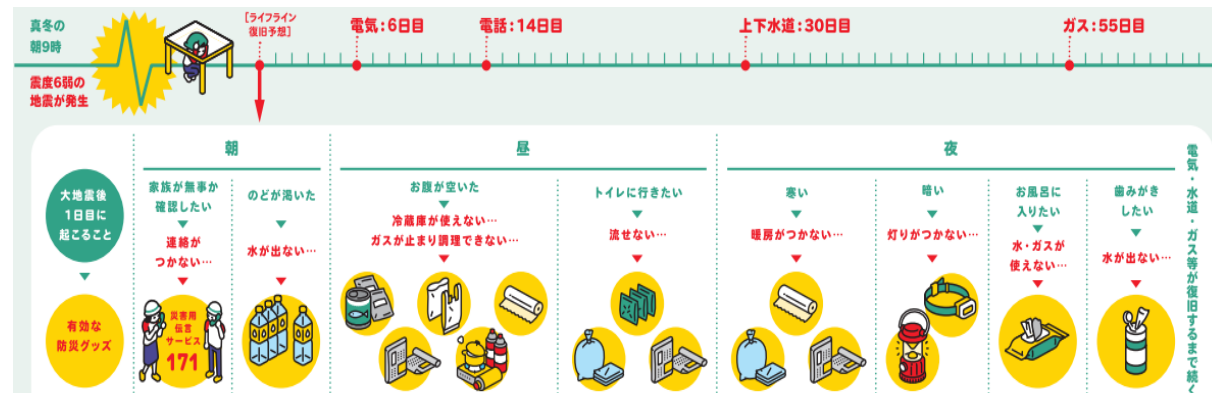 真冬の
朝9時
震度6弱の
地震が発生
[ライフライン
復旧予想]
電気:6日目
電話:14日目
上下水道:30日目
ガス:55日目
大地震後
1日目に
起こること
有効な
防災グッズ
朝
家族が無事か
確認したい
連絡が
つかない…
災害用
伝言
サービス
171
のどが渇いた
水が出ない…
昼
お腹が空いた
冷蔵庫が使えない…
ガスが止まり調理できない…
トイレに行きたい
流せない…
夜
寒い
暖房がつかない…
暗い
灯りがつかない…
お風呂に
入りたい
水・ガスが
使えない…
歯みがき
したい
水が出ない…
電気・水道・ガス等が復旧するまで続く